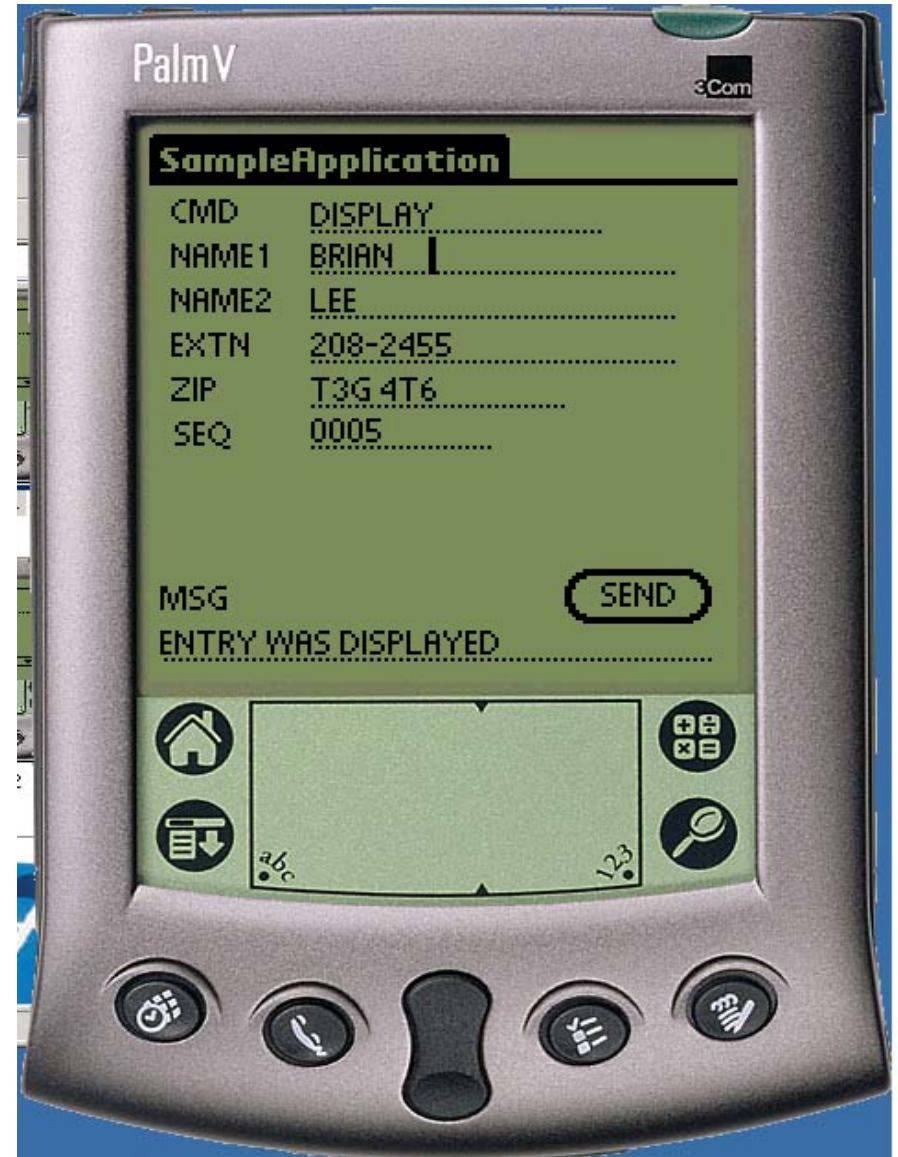 PalmV
3Com
SampleApplication
CMD DISPLAY
NAME1 BRIAN
NAME2 LEE
EXTN 208-2455
ZIP T3G 4T6
SEQ 0005
MSG SEND
ENTRY WAS DISPLAYED
abc 123